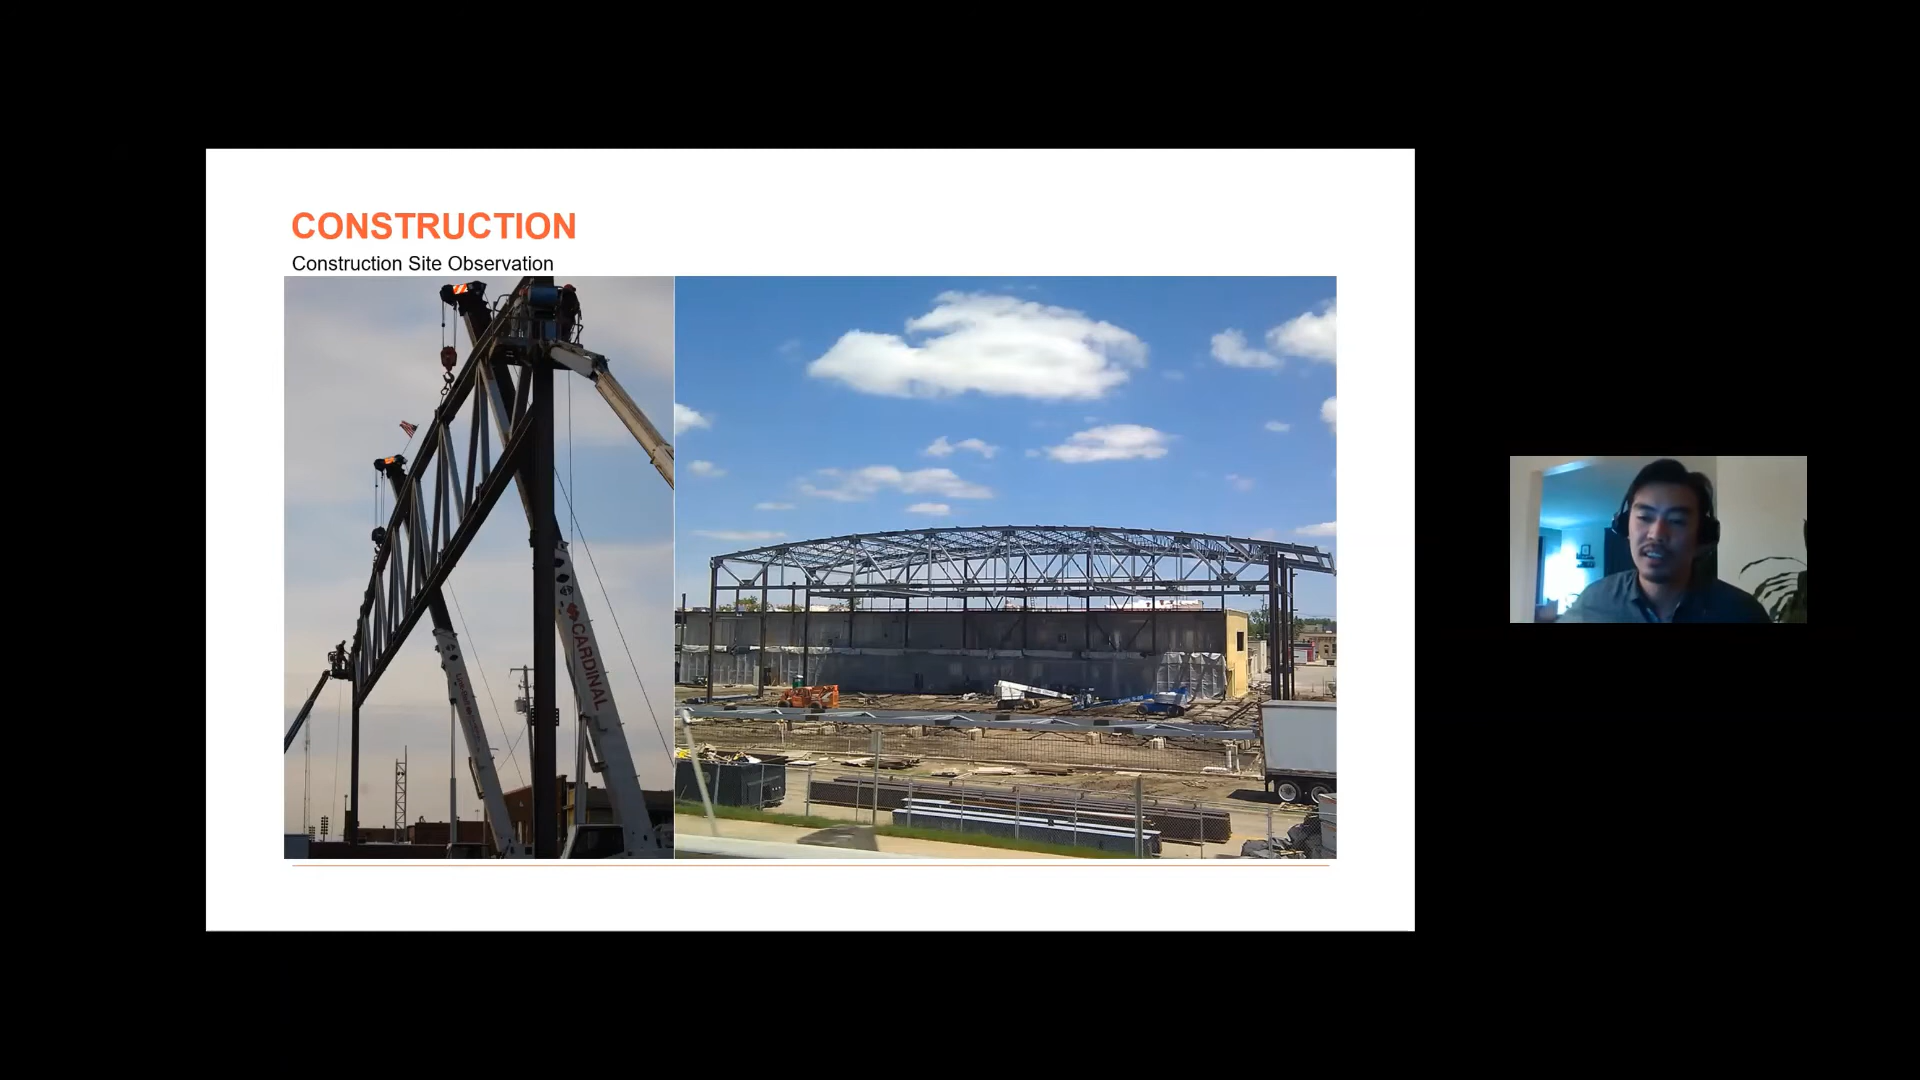 CONSTRUCTION
Construction Site Observation
CARDINAL